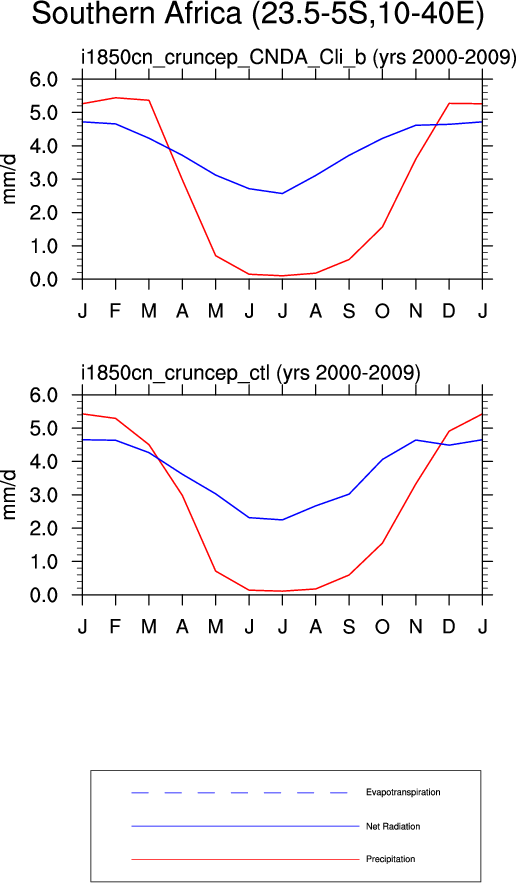 Southern Africa (23.5-5S,10-40E)
i1850cn_cruncep_CNDA_Cli_b (yrs 2000-2009)
6.0
5.0
4.0
3.0
2.0
1.0
0.0
mm/d
J F M A M J J A S O N D J
i1850cn_cruncep_ctl (yrs 2000-2009)
6.0
5.0
4.0
3.0
2.0
1.0
0.0
mm/d
J F M A M J J A S O N D J
Evapotranspiration
Net Radiation
Precipitation